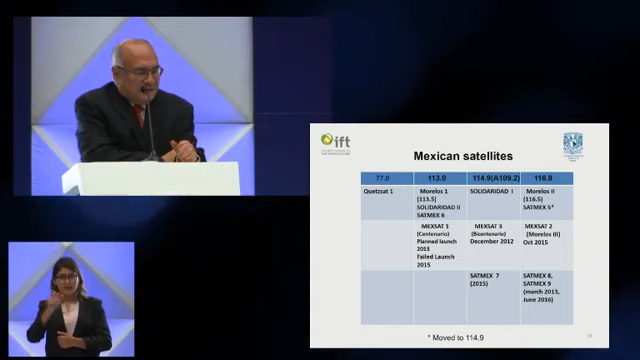 ift
Mexican satellites
77.0 113.0 114.9(A109.2) 116.8
Quetzsat 1
Morelos 1
(113.5)
SOLIDARIDAD II
SATMEX 6
SOLIDARIDAD I
Morelos II
(116.5)
SATMEX 5*
MEXSAT 1
(Centenario)
Planned launch
2013
Failed Launch
2015
MEXSAT 3
(Bicentenario)
December 2012
MEXSAT 2
(Morelos III)
Oct 2015
SATMEX 7
(2015)
SATMEX 8,
SATMEX 9
(march 2013,
June 2016)
* Moved to 114.9